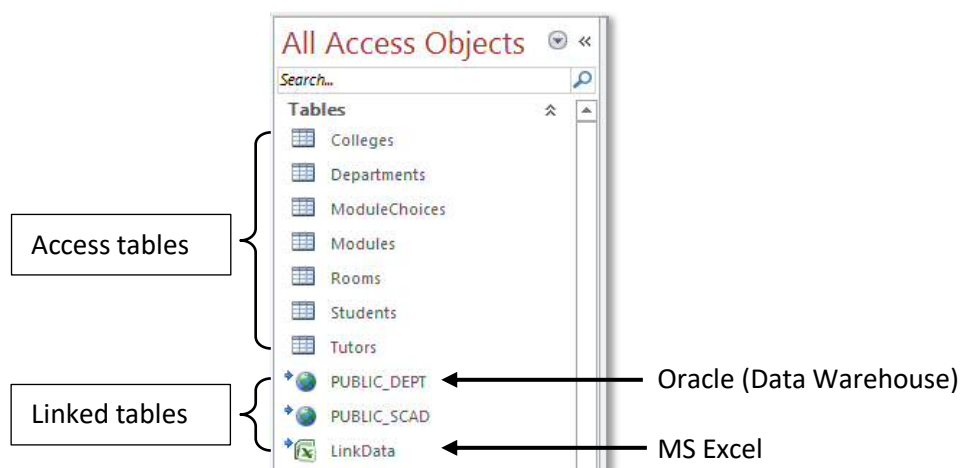 All Access Objects
Search...
Tables
Colleges
Departments
ModuleChoices
Access tables
Modules
Rooms
Students
Tutors
PUBLIC_DEPT
Oracle (Data Warehouse)
Linked tables
PUBLIC_SCAD
LinkData
MS Excel